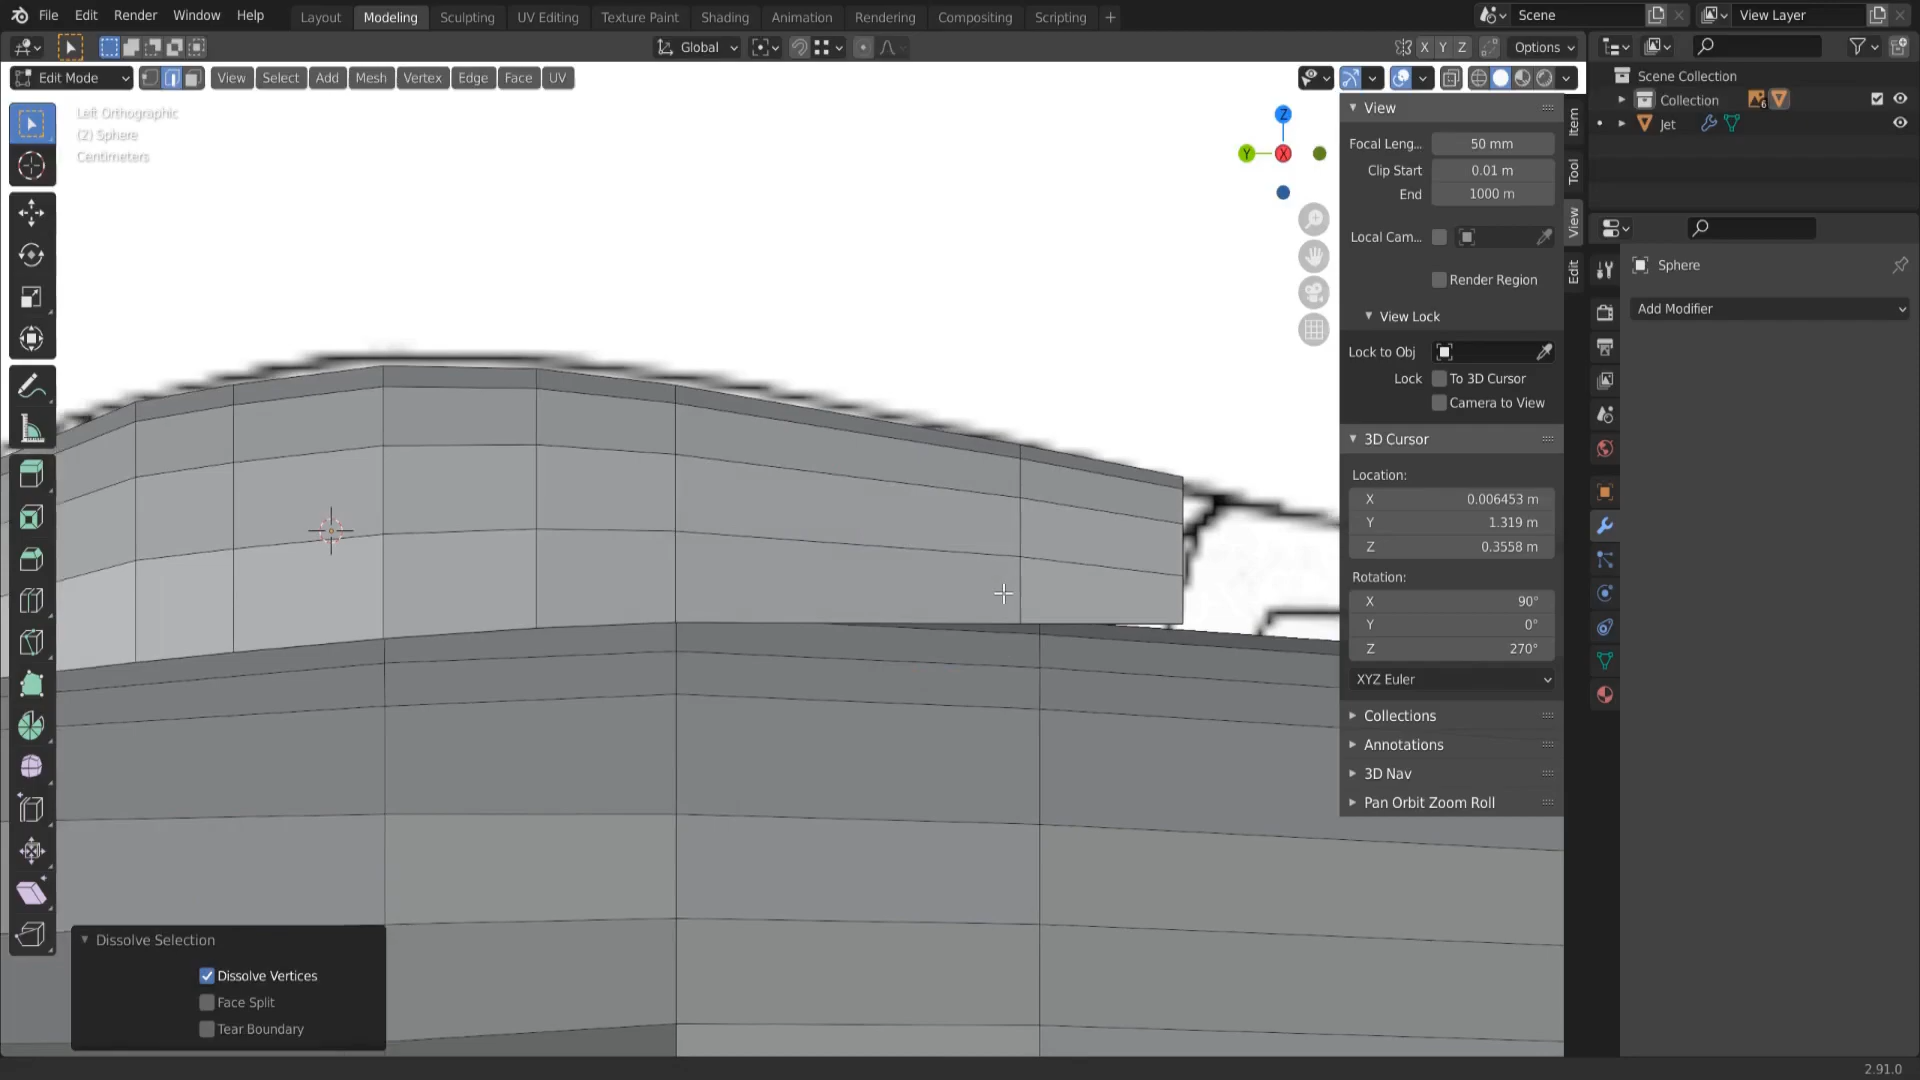 File Edit Render Window Help Layout Modeling Sculpting UV Editing Texture Paint Shading Animation Rendering Compositing Scripting + Scene View Layer
Global X Y Z Options
Edit Mode View Select Add Mesh Vertex Edge Face UV
Left Orthographic
(2) Sphere
Centimeters
Z
Y
X
View
Focal Leng... 50 mm
Clip Start 0.01 m
End 1000 m
Local Cam...
Render Region
View Lock
Lock to Obj
Lock To 3D Cursor
Camera to View
3D Cursor
Location:
X 0.006453 m
Y 1.319 m
Z 0.3558 m
Rotation:
X 90°
Y 0°
Z 270°
XYZ Euler
Collections
Annotations
3D Nav
Pan Orbit Zoom Roll
Item
Tool
View
Edit
Scene Collection
Collection 6
Jet
Sphere
Add Modifier
Dissolve Selection
Dissolve Vertices
Face Split
Tear Boundary
2.91.0